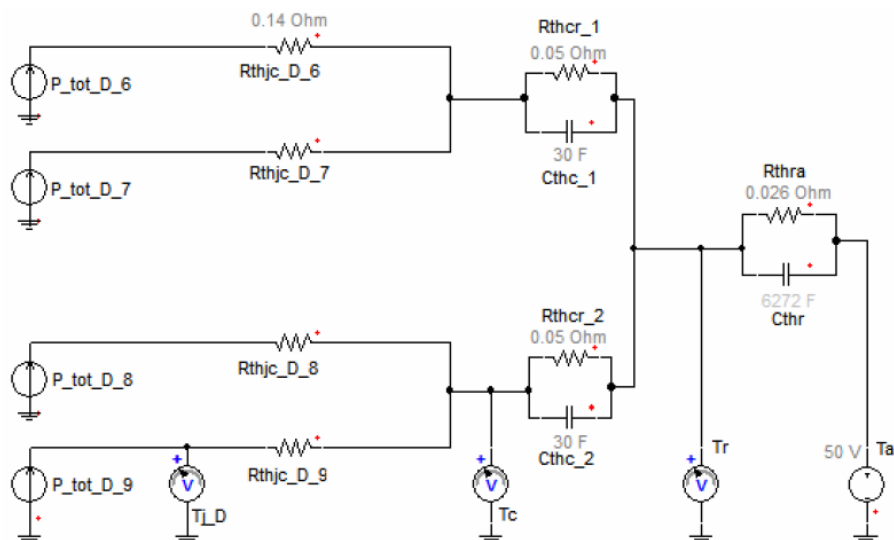 0.14 Ohm
Rthjc_D_6
P_tot_D_6
Rthcr_1
0.05 Ohm
30 F
Cthc_1
Rthjc_D_7
P_tot_D_7
Rthra
0.026 Ohm
6272 F
Cthr
Rthjc_D_8
P_tot_D_8
Rthcr_2
0.05 Ohm
30 F
Cthc_2
Rthjc_D_9
P_tot_D_9
V
Tj_D
V
Tc
Tr
V
50 V
Ta